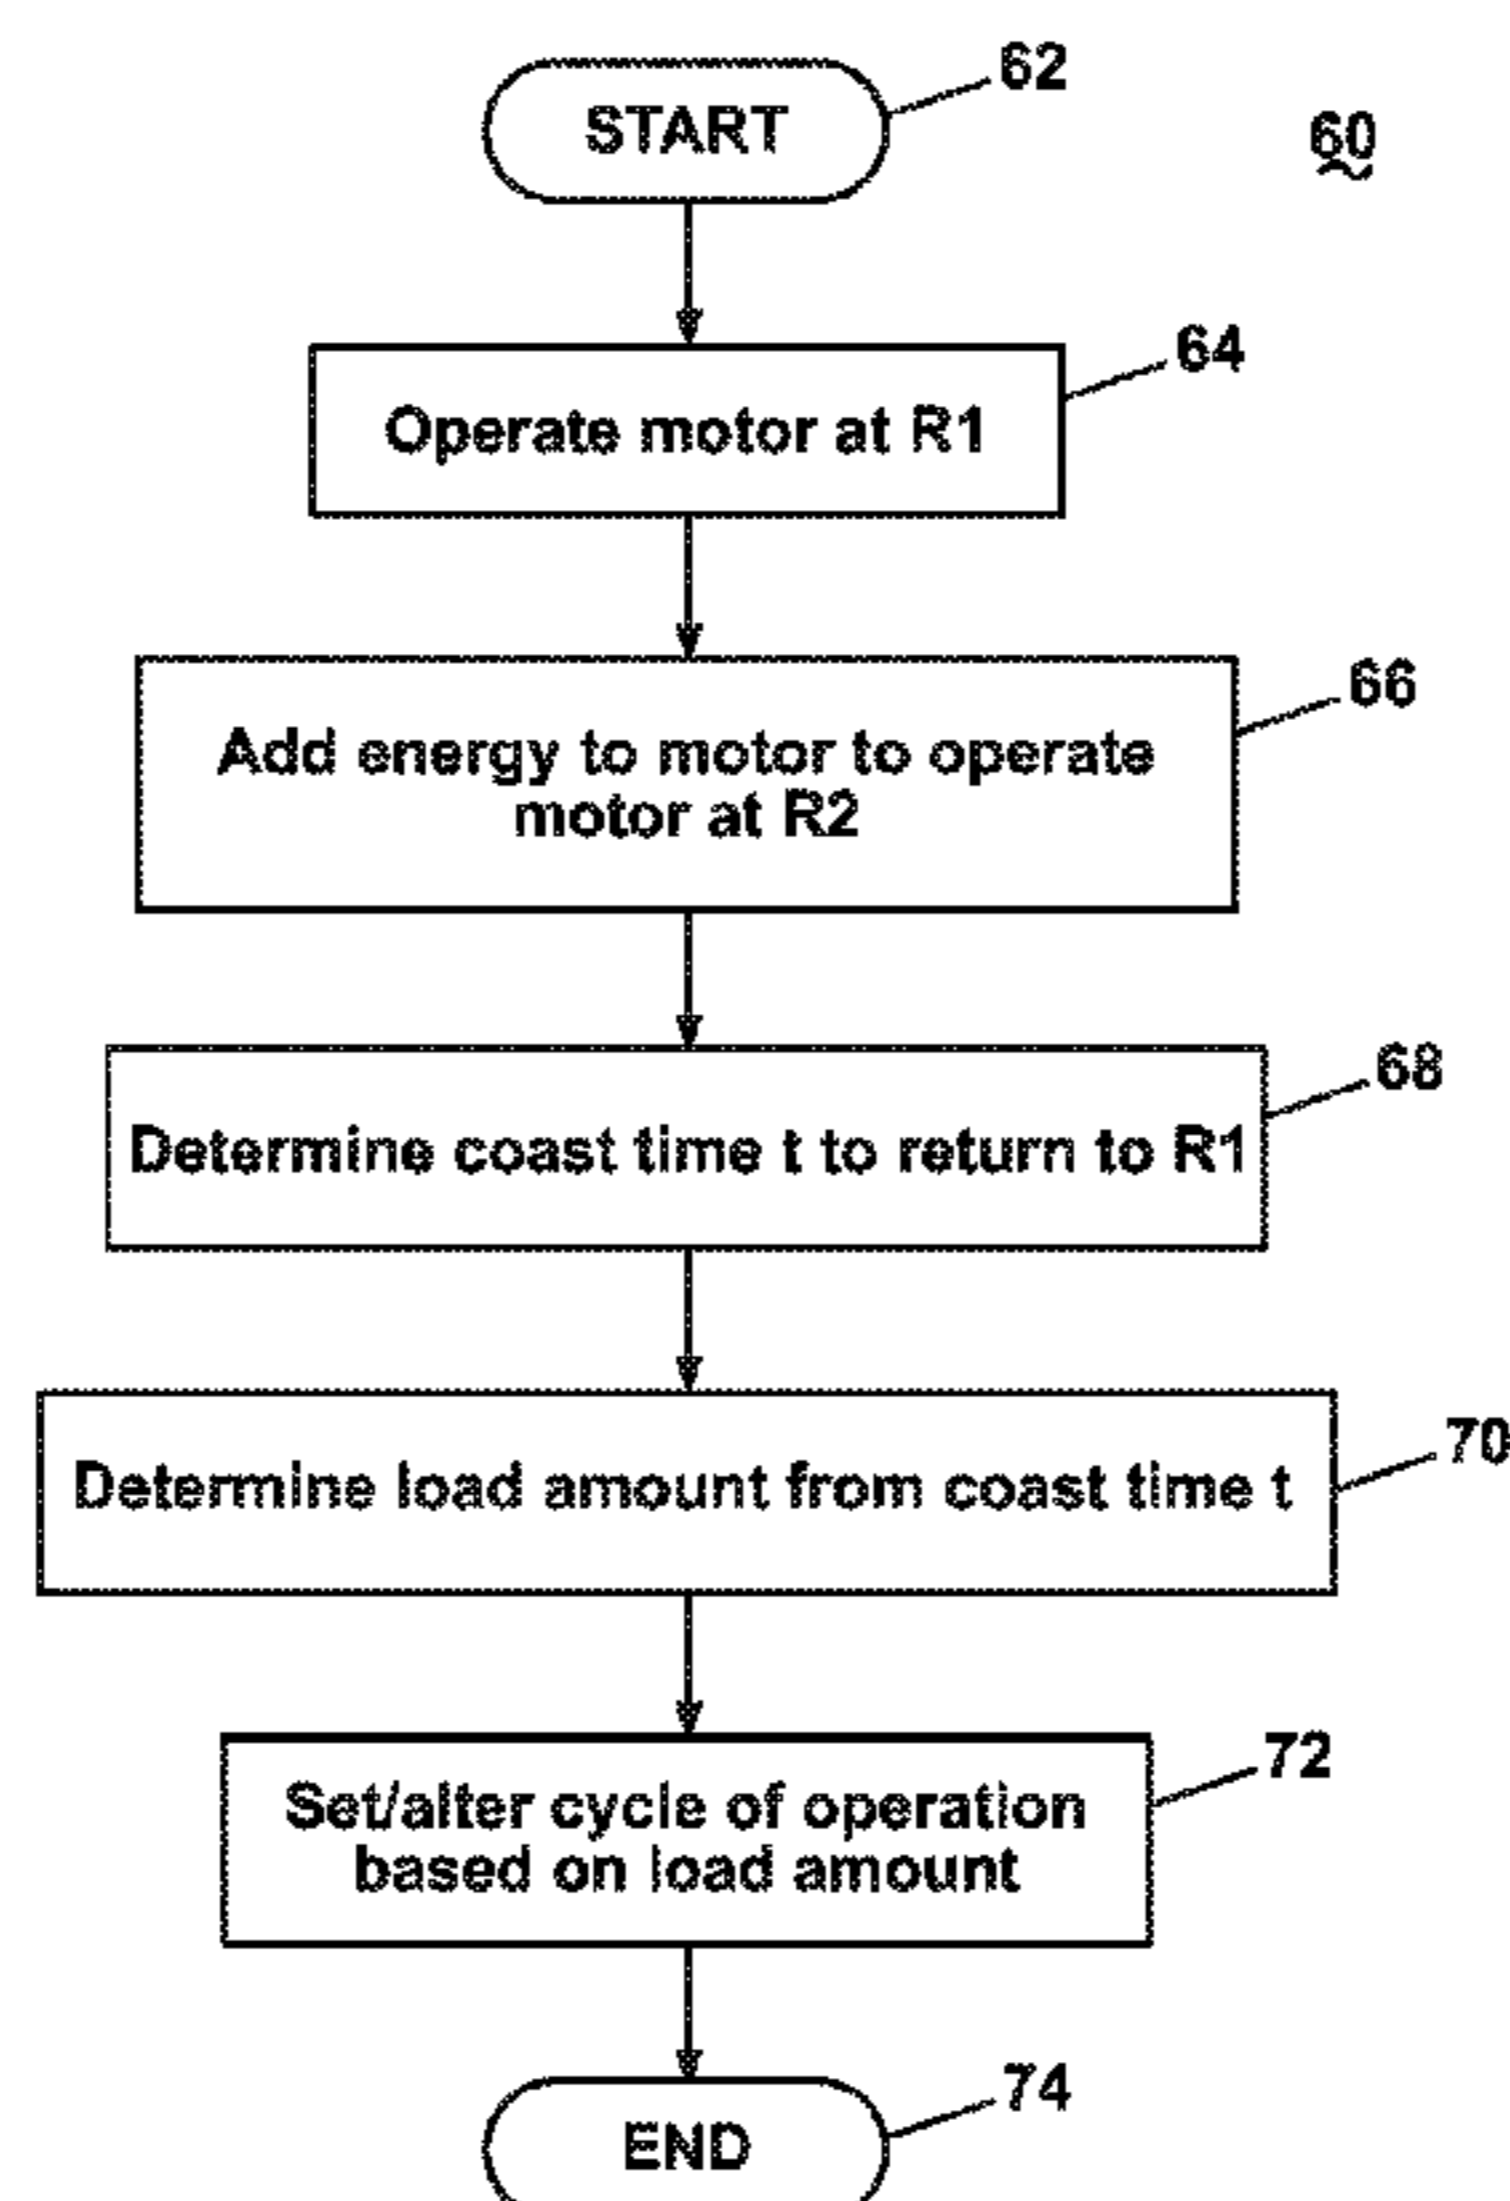 START
62
60
Operate motor at R1
64
Add energy to motor to operate
motor at R2
66
Determine coast time t to return to R1
68
Determine load amount from coast time t
70
Set/alter cycle of operation
based on load amount
72
END
74